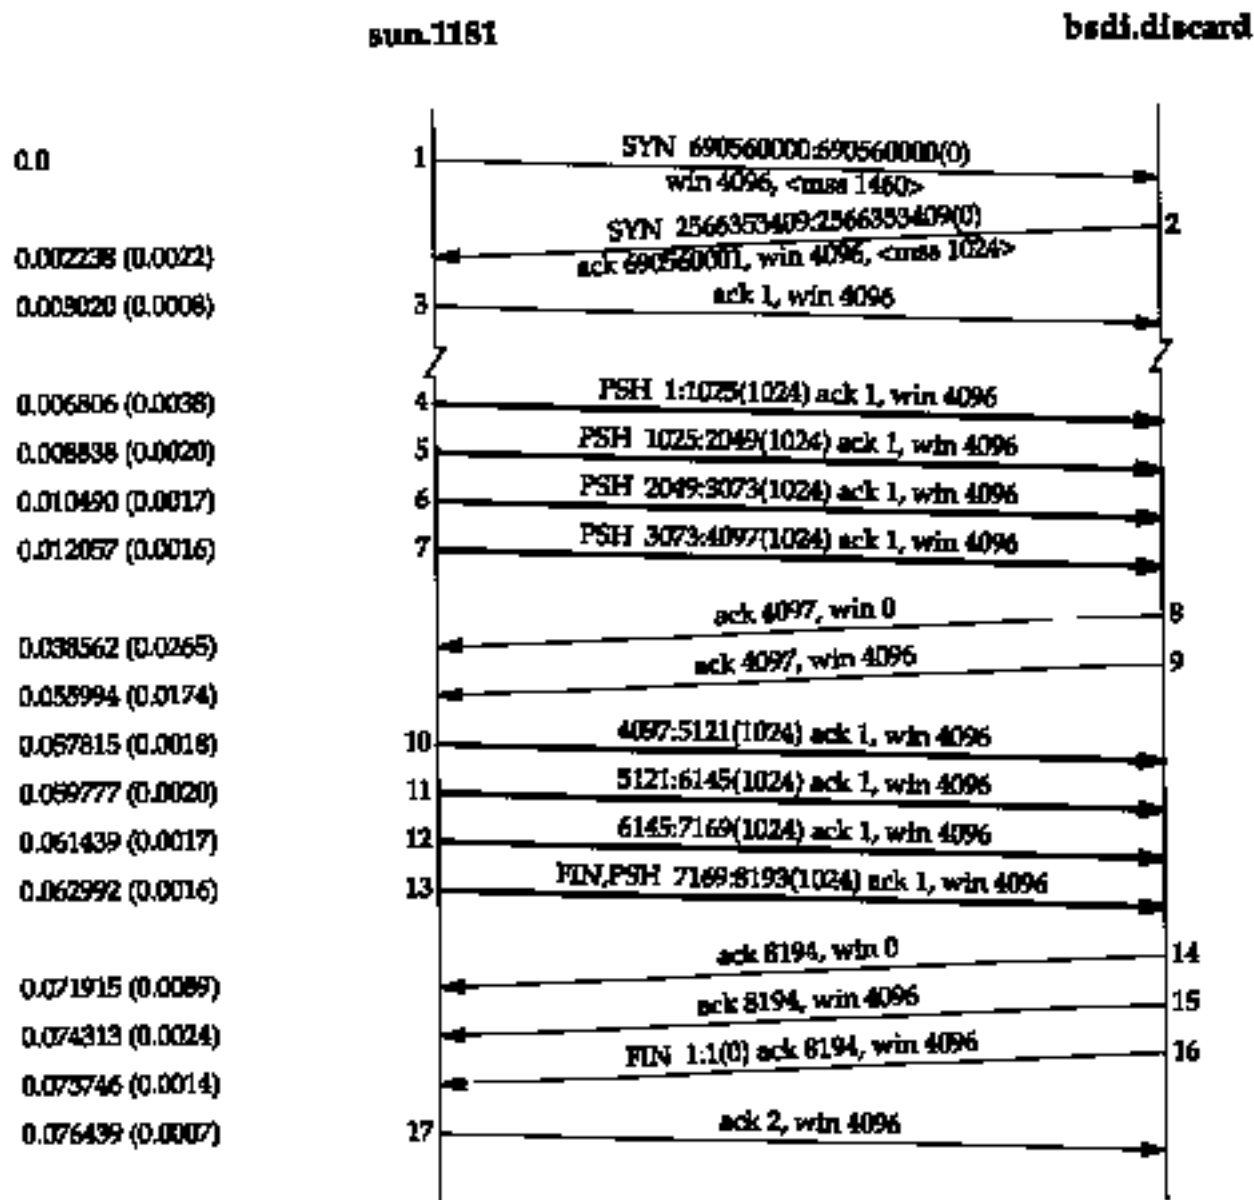 sun.1181 bsdi.discard
0.0 1 SYN 690560000:690560000(0)
win 4096, <mss 1460>
SYN 2566353409:2566353409(0) 2
0.002238 (0.0022) ack 690560001, win 4096, <mss 1024>
0.003020 (0.0008) 3 ack 1, win 4096
0.006806 (0.0038) 4 PSH 1:1025(1024) ack 1, win 4096
0.008838 (0.0020) 5 PSH 1025:2049(1024) ack 1, win 4096
0.010490 (0.0017) 6 PSH 2049:3073(1024) ack 1, win 4096
0.012057 (0.0016) 7 PSH 3073:4097(1024) ack 1, win 4096
ack 4097, win 0 8
0.038562 (0.0265)
ack 4097, win 4096 9
0.055994 (0.0174)
0.057815 (0.0018) 10 4097:5121(1024) ack 1, win 4096
0.059777 (0.0020) 11 5121:6145(1024) ack 1, win 4096
0.061439 (0.0017) 12 6145:7169(1024) ack 1, win 4096
0.062992 (0.0016) 13 FIN,PSH 7169:8193(1024) ack 1, win 4096
ack 8194, win 0 14
0.071915 (0.0089)
ack 8194, win 4096 15
0.074313 (0.0024)
FIN 1:1(0) ack 8194, win 4096 16
(0.0014)
0.076439 (0.0007) 17 ack 2, win 4096